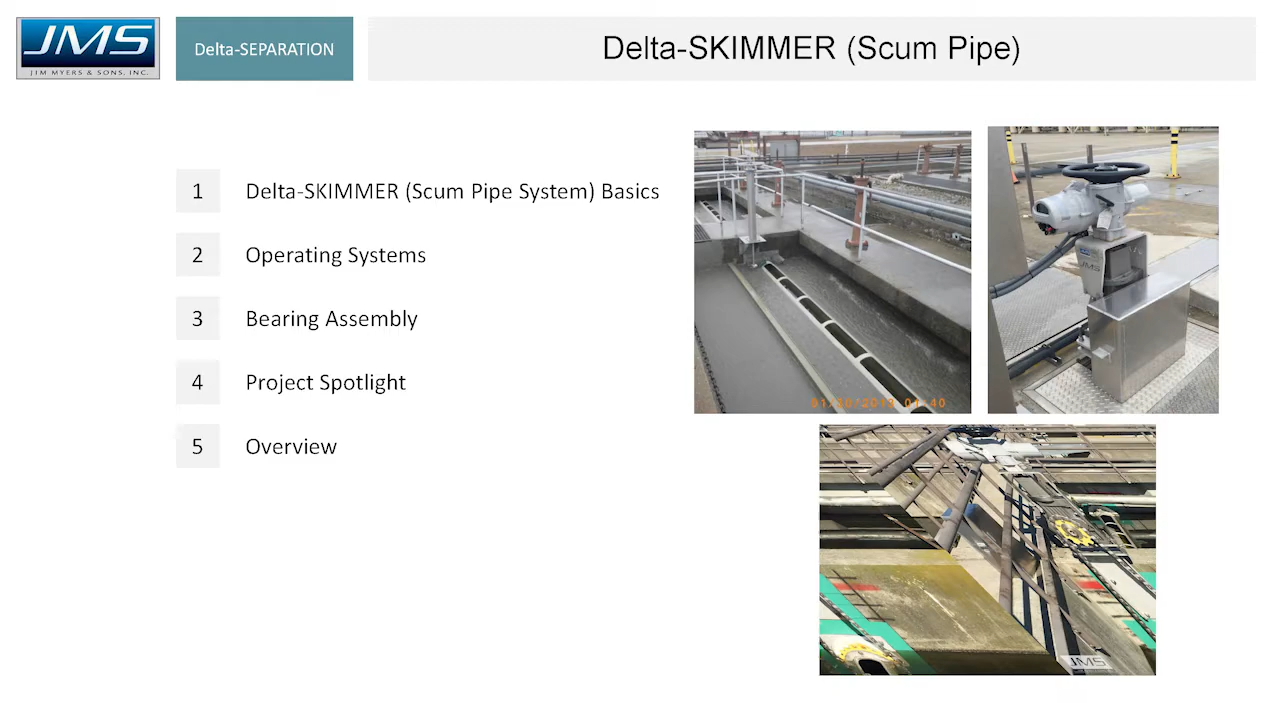 JMS
JIM MYERS & SONS, INC.
Delta-SEPARATION
Delta-SKIMMER (Scum Pipe)
1 Delta-SKIMMER (Scum Pipe System) Basics
2 Operating Systems
3 Bearing Assembly
4 Project Spotlight
5 Overview
01/30/2013 01:40
JMS
JMS